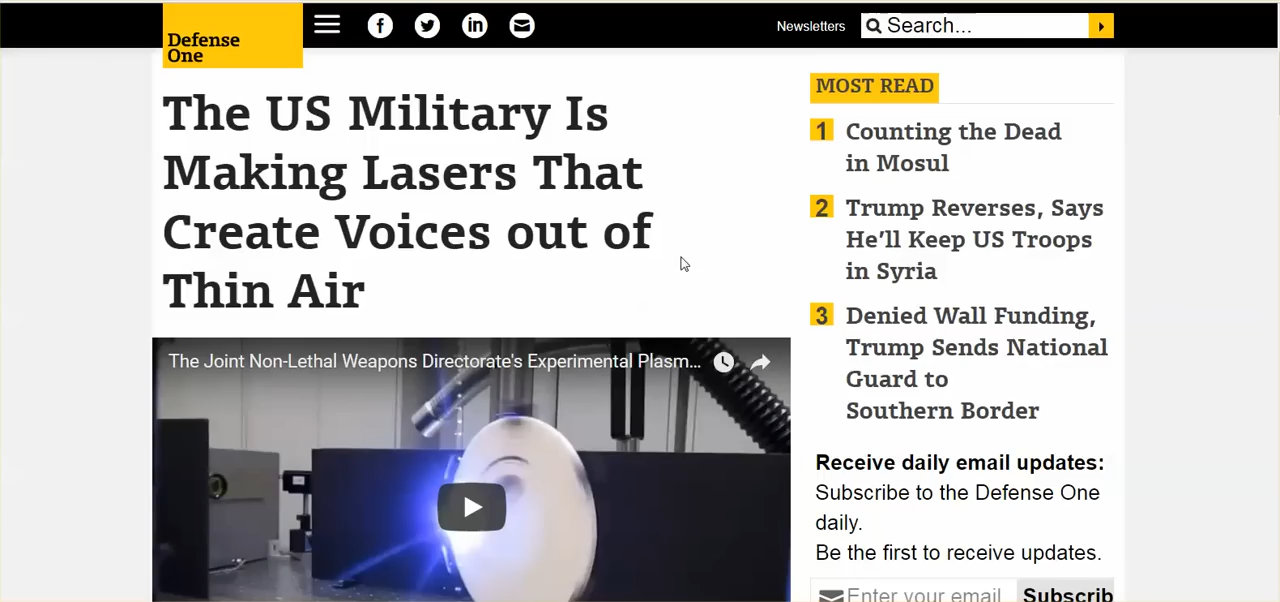 Defense
One
Newsletters
Search...
The US Military Is
Making Lasers That
Create Voices out of
Thin Air
The Joint Non-Lethal Weapons Directorate's Experimental Plasm...
MOST READ
1 Counting the Dead
in Mosul
2 Trump Reverses, Says
He’ll Keep US Troops
in Syria
3 Denied Wall Funding,
Trump Sends National
Guard to
Southern Border
Receive daily email updates:
Subscribe to the Defense One
daily.
Be the first to receive updates.
Enter your email
Subscrib